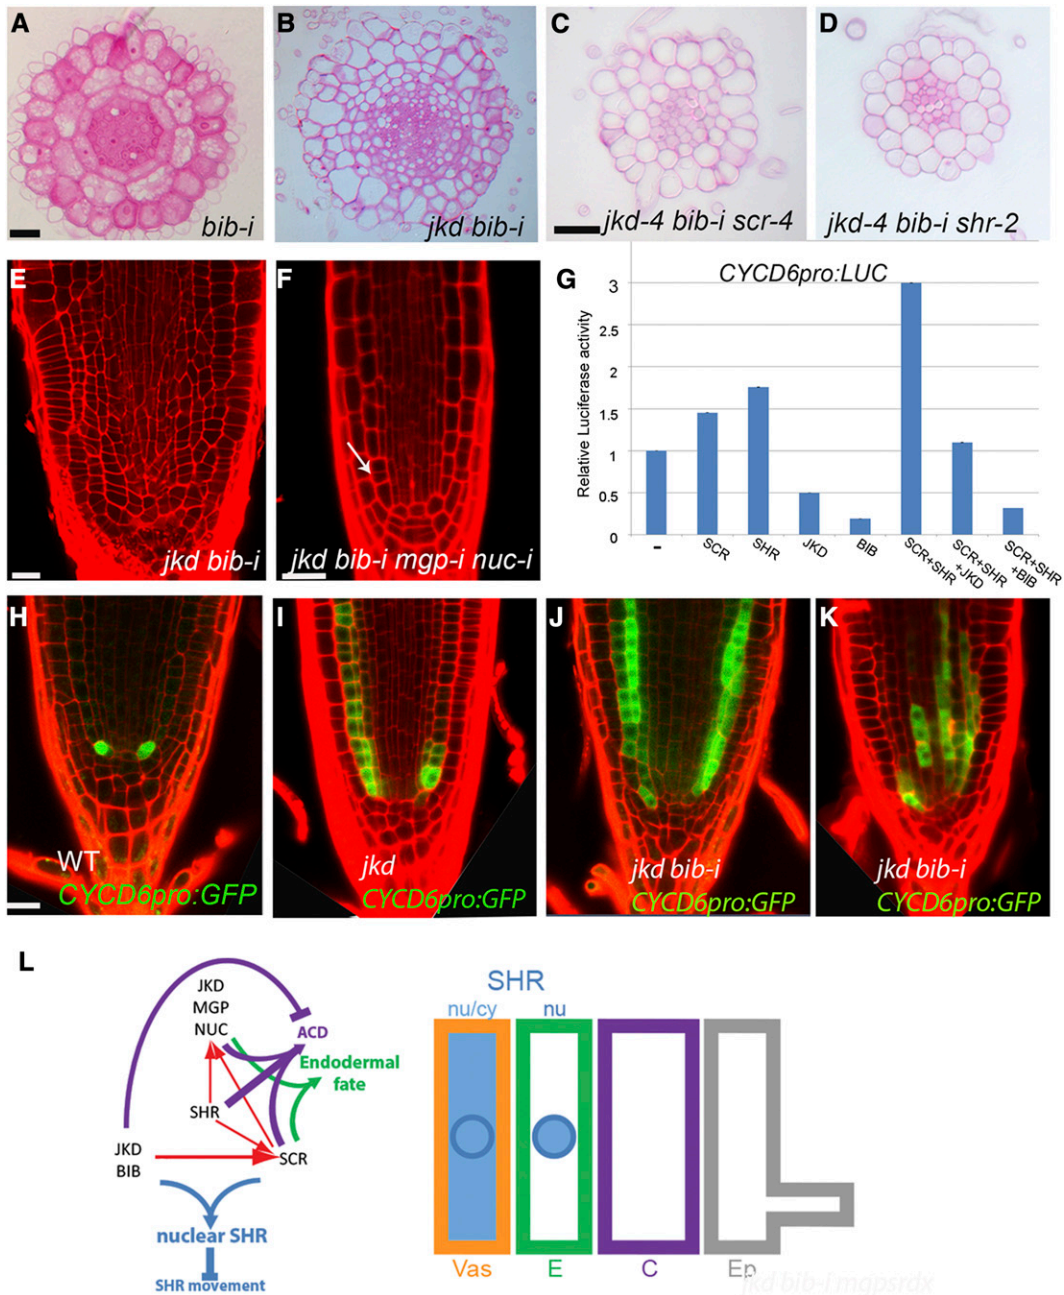 A
bib-i
B
jkd bib-i
C
jkd-4 bib-i scr-4
D
jkd-4 bib-i shr-2
E
jkd bib-i
F
jkd bib-i mgp-i nuc-i
G
CYCD6pro:LUC
Relative Luciferase activity
3
2.5
2
1.5
1
0.5
0
-
SCR
SHR
JKD
BIB
SCR+SHR
SCR+SHR
+JKD
SCR+SHR
+BIB
H
WT
CYCD6pro:GFP
I
jkd
CYCD6pro:GFP
J
jkd bib-i
CYCD6pro:GFP
K
jkd bib-i
CYCD6pro:GFP
L
JKD
MGP
NUC
ACD
Endodermal
fate
SHR
JKD
BIB
SCR
nuclear SHR
SHR movement
SHR
nu/cy
nu
Vas
E
C
Ep
jkd bib-i mgpsrdx